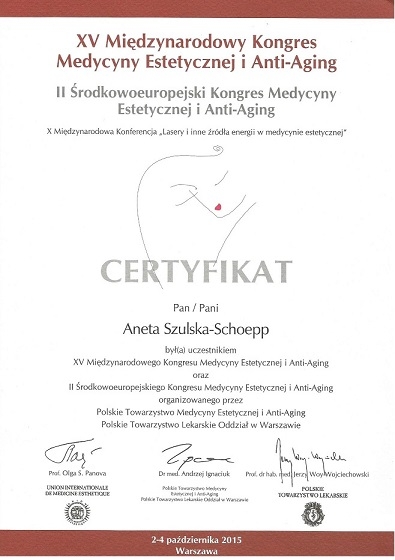 XV Międzynarodowy Kongres
Medycyny Estetycznej i Anti-Aging
II Środkowoeuropejski Kongres Medycyny
Estetycznej i Anti-Aging
X Międzynarodowa Konferencja „Lasery i inne źródła energii w medycynie estetycznej"
CERTYFIKAT
Pan / Pani
Aneta Szulska-Schoepp
był(a) uczestnikiem
XV Międzynarodowego Kongresu Medycyny Estetycznej i Anti-Aging
oraz
II Środkowoeuropejskiego Kongresu Medycyny Estetycznej i Anti-Aging
organizowanego przez
Polskie Towarzystwo Medycyny Estetycznej i Anti-Aging
Polskie Towarzystwo Lekarskie Oddział w Warszawie
Prof. Olga S. Panova
Dr med. Andrzej Ignaciuk
Prof. dr hab. med. Jerzy Woy-Wojciechowski
UNION INTERNATIONALE
DE MEDECINE ESTHETIQUE
Polskie Towarzystwo Medycyny
Estetycznej i Anti-Aging
Polskie Towarzystwo Lekarskie Oddział w Warszawie
POLSKIE
TOWARZYSTWO LEKARSKIE
2-4 października 2015
Warszawa